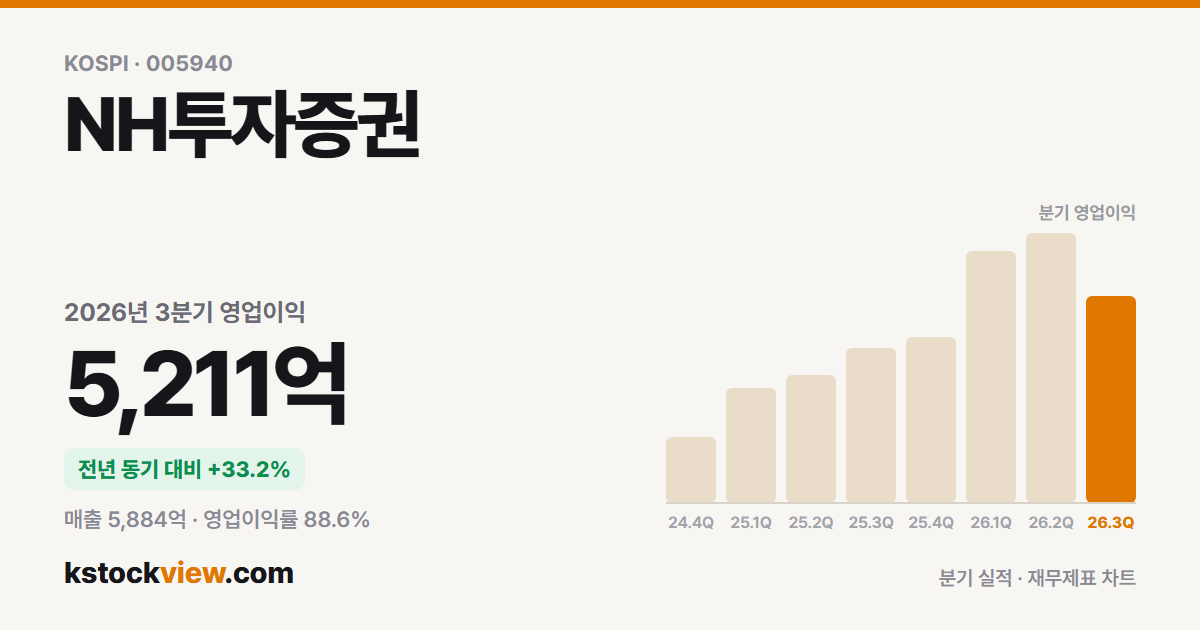 KOSPI · 005940
NH투자증권
분기 영업이익
2026년 3분기 영업이익
5,211억
전년 동기 대비 +33.2%
매출 5,884억 · 영업이익률 88.6%
24.4Q 25.1Q 25.2Q 25.3Q 25.4Q 26.1Q 26.2Q 26.3Q
kstockview.com
분기 실적 · 재무제표 차트